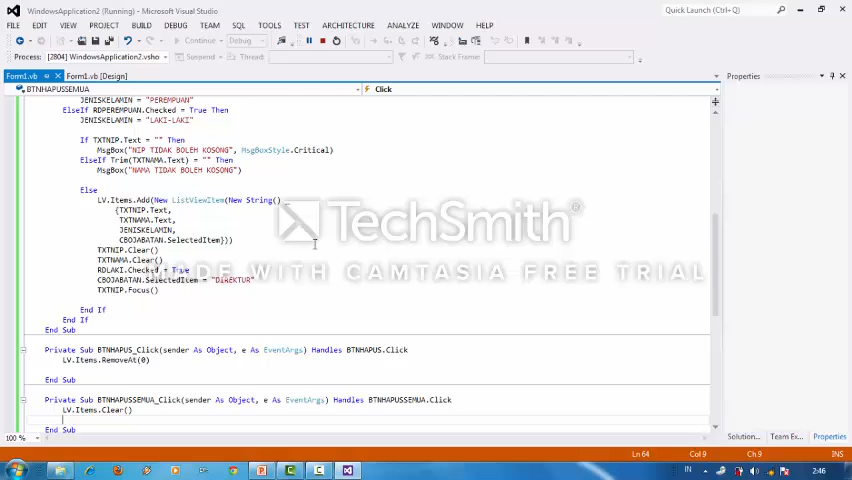 WindowsApplication2 (Running) - Microsoft Visual Studio
Quick Launch (Ctrl+Q)
FILE EDIT VIEW PROJECT BUILD DEBUG TEAM SQL TOOLS TEST ARCHITECTURE ANALYZE WINDOW HELP
Continue Debug
Process: [2804] WindowsApplication2.vsho Suspend Thread: Stack Frame:
Form1.vb Form1.vb [Design] Properties
BTNHAPUSSEMUA Click
JENISKELAMIN = "PEREMPUAN"
ElseIf RDPEREMPUAN.Checked = True Then
JENISKELAMIN = "LAKI-LAKI"
If TXTNIP.Text = "" Then
MsgBox("NIP TIDAK BOLEH KOSONG", MsgBoxStyle.Critical)
ElseIf Trim(TXTNAMA.Text) = "" Then
MsgBox("NAMA TIDAK BOLEH KOSONG")
Else
LV.Items.Add(New ListViewItem(New String() _
{TXTNIP.Text,
TXTNAMA.Text,
JENISKELAMIN,
CBOJABATAN.SelectedItem}))
TXTNIP.Clear()
TXTNAMA.Clear()
RDLAKI.Checked = True
CBOJABATAN.SelectedItem = "DIREKTUR"
TXTNIP.Focus()
End If
End If
End Sub
Private Sub BTNHAPUS_Click(sender As Object, e As EventArgs) Handles BTNHAPUS.Click
LV.Items.RemoveAt(0)
End Sub
Private Sub BTNHAPUSSEMUA_Click(sender As Object, e As EventArgs) Handles BTNHAPUSSEMUA.Click
LV.Items.Clear()
End Sub
TechSmith®
MADE WITH CAMTASIA FREE TRIAL
100 % Solution... Team Ex... Properties
Ln 64 Col 9 Ch 9 INS
IN 2:46